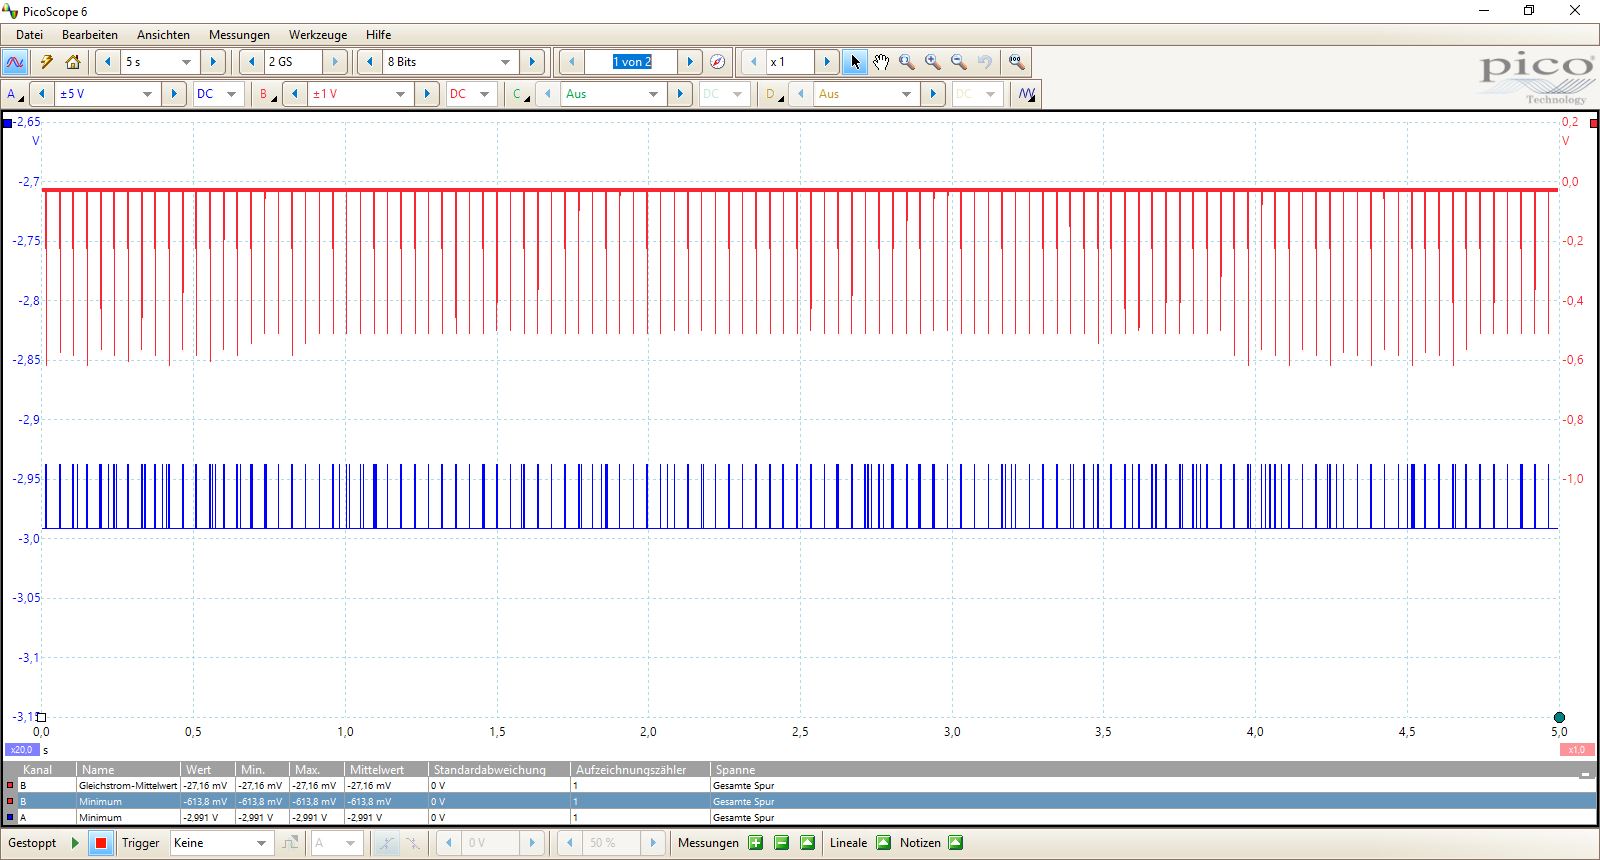 PicoScope 6
Datei Bearbeiten Ansichten Messungen Werkzeuge Hilfe
5 s 2 GS 8 Bits 1 von 2 x 1
A ±5 V DC B ±1 V DC C Aus DC D Aus DC
pico
Technology
-2,65 0,2
V V
-2,7 0,0
-2,75 -0,2
-2,8 -0,4
-2,85 -0,6
-2,9 -0,8
-2,95 -1,0
-3,0
-3,05
-3,1
-3,15
0,0 0,5 1,0 1,5 2,0 2,5 3,0 3,5 4,0 4,5 5,0
x20,0 s x1,0
Kanal Name Wert Min. Max. Mittelwert Standardabweichung Aufzeichnungszähler Spanne
B Gleichstrom-Mittelwert -27,16 mV -27,16 mV -27,16 mV -27,16 mV 0 V 1 Gesamte Spur
B Minimum -613,8 mV -613,8 mV -613,8 mV -613,8 mV 0 V 1 Gesamte Spur
A Minimum -2,991 V -2,991 V -2,991 V -2,991 V 0 V 1 Gesamte Spur
Gestoppt Trigger Keine A 0 V 50 % Messungen Lineale Notizen